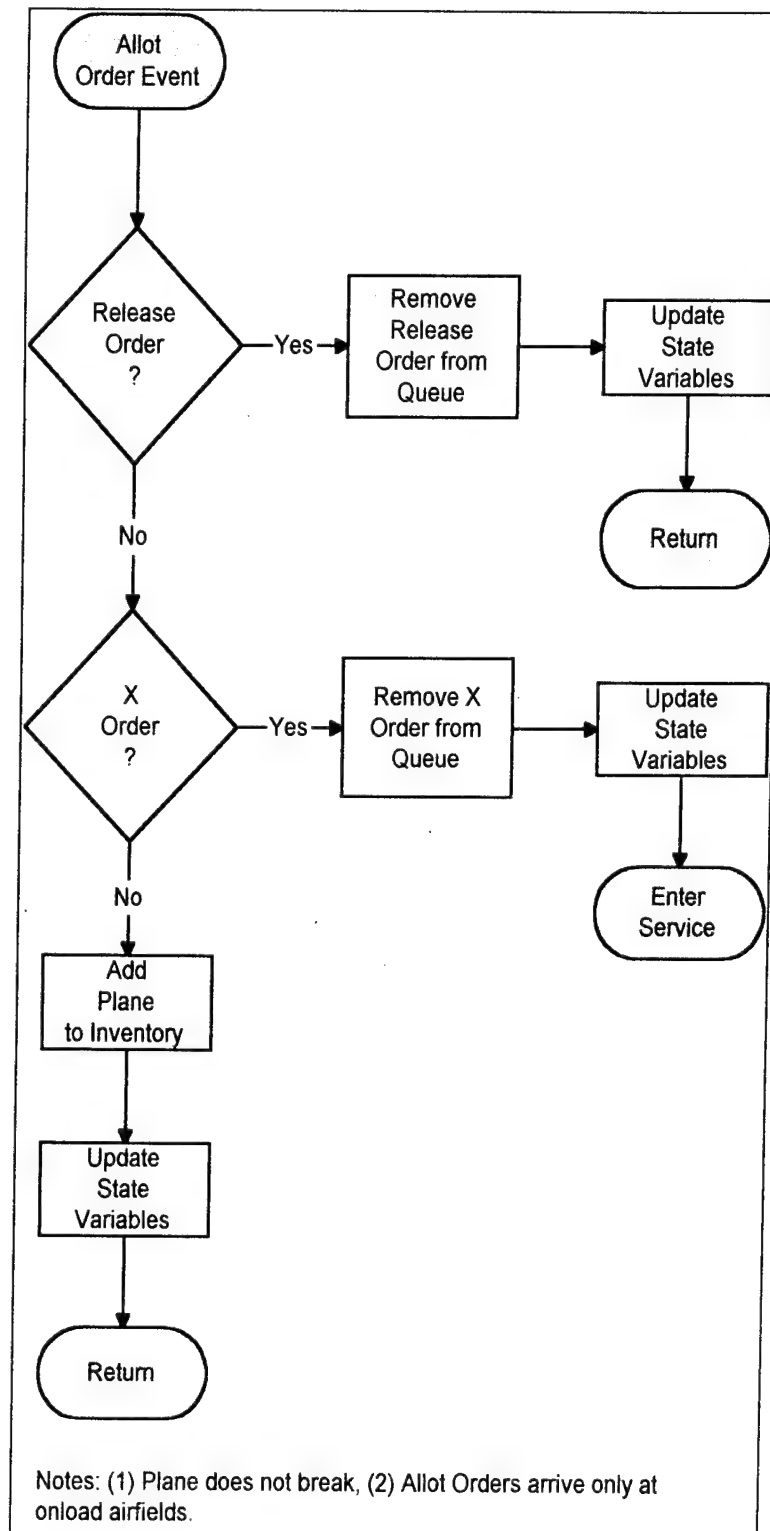 Allot
Order Event
Release
Order
?
Yes
Remove
Release
Order from
Queue
Update
State
Variables
Return
No
X
Order
?
Yes
Remove X
Order from
Queue
Update
State
Variables
Enter
Service
No
Add
Plane
to Inventory
Update
State
Variables
Return
Notes: (1) Plane does not break, (2) Allot Orders arrive only at
onload airfields.